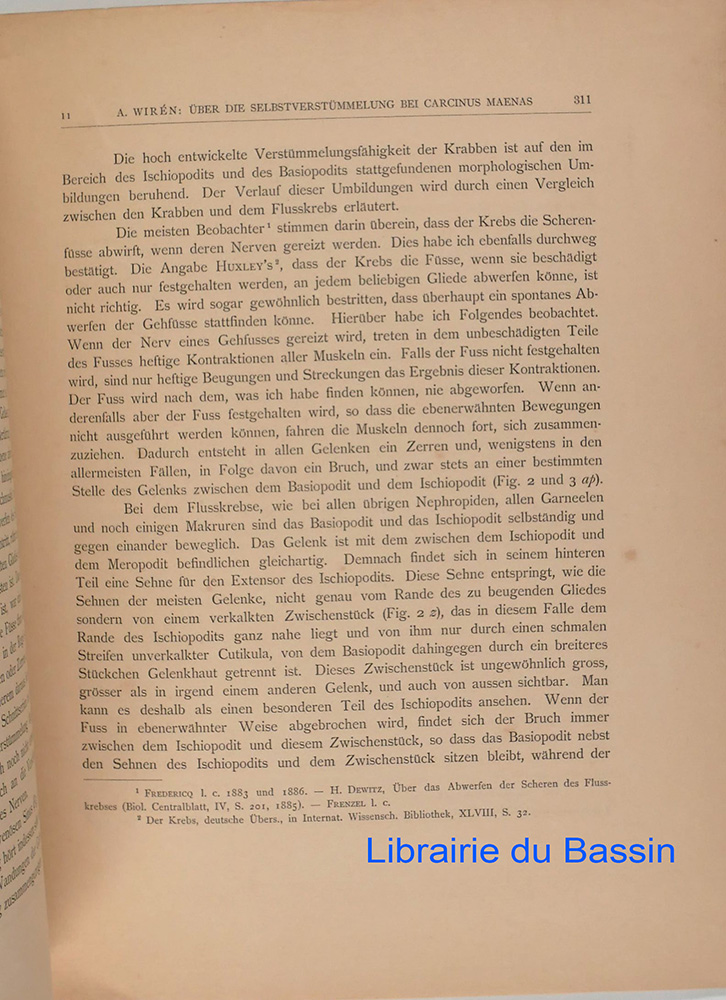 11 A. WIRÉN: ÜBER DIE SELBSTVERSTÜMMELUNG BEI CARCINUS MAENAS 311
Die hoch entwickelte Verstümmelungsfähigkeit der Krabben ist auf den im
Bereich des Ischiopodits und des Basiopodits stattgefundenen morphologischen Um-
bildungen beruhend. Der Verlauf dieser Umbildungen wird durch einen Vergleich
zwischen den Krabben und dem Flusskrebs erläutert.
Die meisten Beobachter¹ stimmen darin überein, dass der Krebs die Scheren-
füsse abwirft, wenn deren Nerven gereizt werden. Dies habe ich ebenfalls durchweg
bestätigt. Die Angabe HUXLEY's², dass der Krebs die Füsse, wenn sie beschädigt
oder auch nur festgehalten werden, an jedem beliebigen Gliede abwerfen könne, ist
nicht richtig. Es wird sogar gewöhnlich bestritten, dass überhaupt ein spontanes Ab-
werfen der Gehfüsse stattfinden könne. Hierüber habe ich Folgendes beobachtet.
Wenn der Nerv eines Gehfusses gereizt wird, treten in dem unbeschädigten Teile
des Fusses heftige Kontraktionen aller Muskeln ein. Falls der Fuss nicht festgehalten
wird, sind nur heftige Beugungen und Streckungen das Ergebnis dieser Kontraktionen.
Der Fuss wird nach dem, was ich habe finden können, nie abgeworfen. Wenn an-
derenfalls aber der Fuss festgehalten wird, so dass die ebenerwähnten Bewegungen
nicht ausgeführt werden können, fahren die Muskeln dennoch fort, sich zusammen-
zuziehen. Dadurch entsteht in allen Gelenken ein Zerren und, wenigstens in den
allermeisten Fällen, in Folge davon ein Bruch, und zwar stets an einer bestimmten
Stelle des Gelenks zwischen dem Basiopodit und dem Ischiopodit (Fig. 2 und 3 ap).
Bei dem Flusskrebse, wie bei allen übrigen Nephropiden, allen Garneelen
und noch einigen Makruren sind das Basiopodit und das Ischiopodit selbständig und
gegen einander beweglich. Das Gelenk ist mit dem zwischen dem Ischiopodit und
dem Meropodit befindlichen gleichartig. Demnach findet sich in seinem hinteren
Teil eine Sehne für den Extensor des Ischiopodits. Diese Sehne entspringt, wie die
Sehnen der meisten Gelenke, nicht genau vom Rande des zu beugenden Gliedes
sondern von einem verkalkten Zwischenstück (Fig. 2 z), das in diesem Falle dem
Rande des Ischiopodits ganz nahe liegt und von ihm nur durch einen schmalen
Streifen unverkalkter Cutikula, von dem Basiopodit dahingegen durch ein breiteres
Stückchen Gelenkhaut getrennt ist. Dieses Zwischenstück ist ungewöhnlich gross,
grösser als in irgend einem anderen Gelenk, und auch von aussen sichtbar. Man
kann es deshalb als einen besonderen Teil des Ischiopodits ansehen. Wenn der
Fuss in ebenerwähnter Weise abgebrochen wird, findet sich der Bruch immer
zwischen dem Ischiopodit und diesem Zwischenstück, so dass das Basiopodit nebst
den Sehnen des Ischiopodits und dem Zwischenstück sitzen bleibt, während der
¹ FREDERICQ l. c. 1883 und 1886. — H. DEWITZ, Über das Abwerfen der Scheren des Fluss-
krebses (Biol. Centralblatt, IV, S. 201, 1885). — FRENZEL l. c.
² Der Krebs, deutsche Übers., in Internat. Wissensch. Bibliothek, XLVIII, S. 32.
Librairie du Bassin